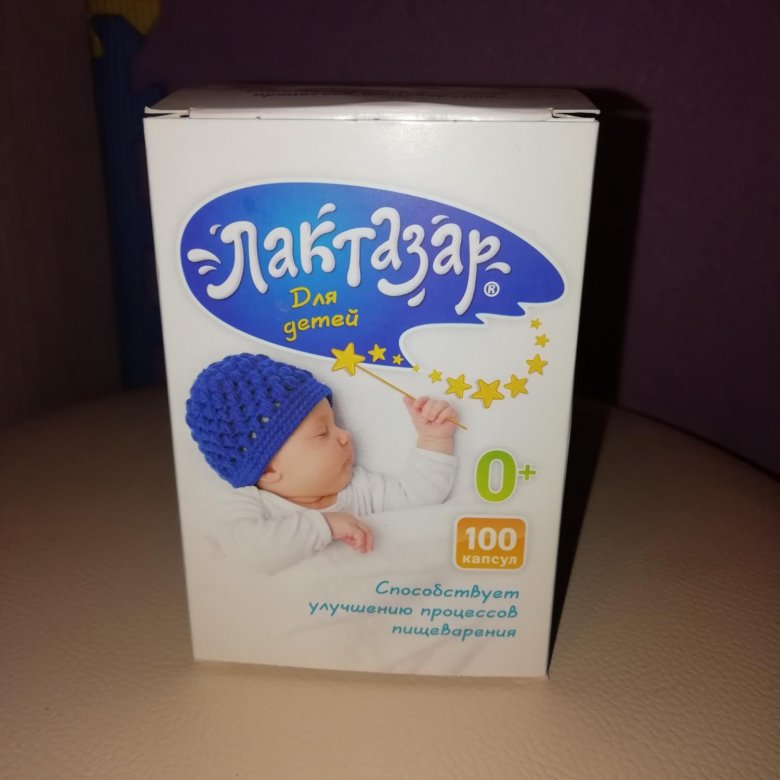 Лактазар®
Для
детей
0+
100
капсул
Способствует
улучшению процессов
пищеварения